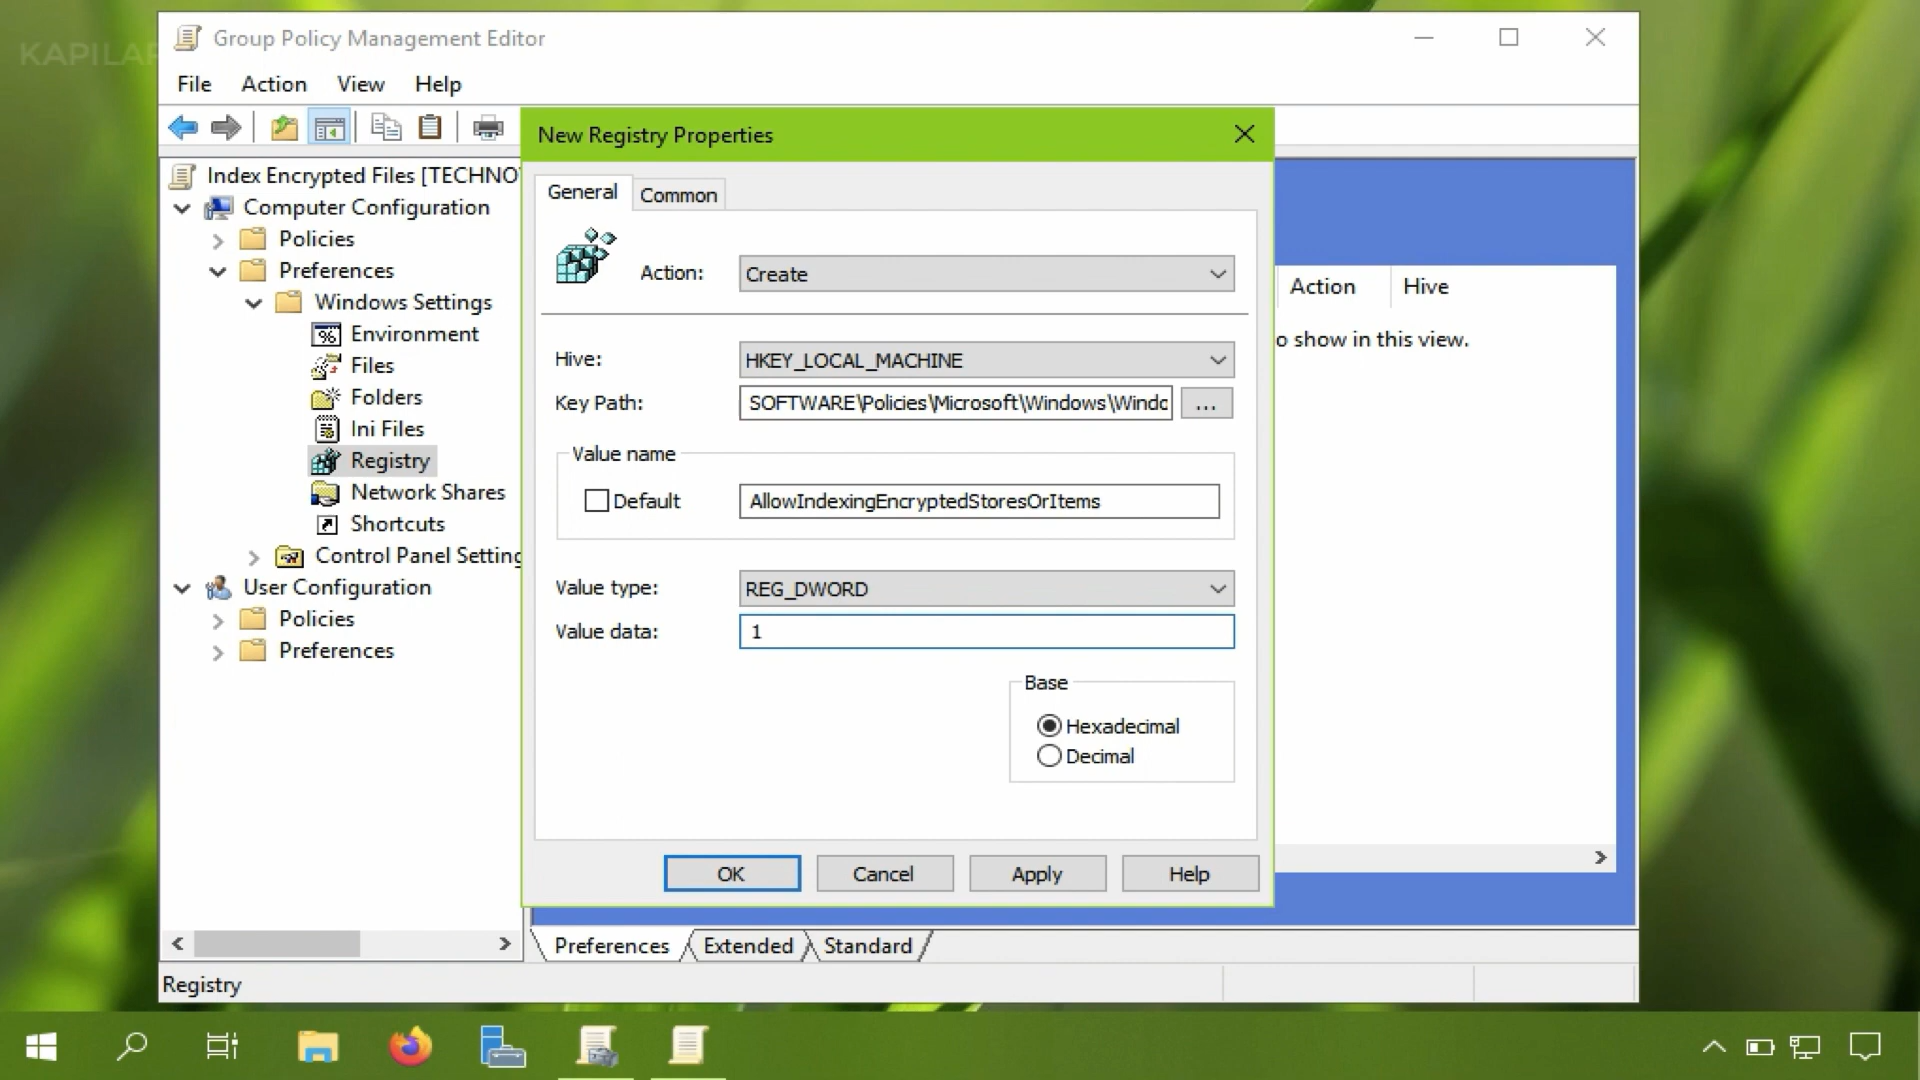 KAPILAR
Group Policy Management Editor
File Action View Help
Index Encrypted Files [TECHNO
Computer Configuration
Policies
Preferences
Windows Settings
Environment
Files
Folders
Ini Files
Registry
Network Shares
Shortcuts
Control Panel Setting
User Configuration
Policies
Preferences
New Registry Properties
General Common
Action: Create
Hive: HKEY_LOCAL_MACHINE
Key Path: SOFTWARE\Policies\Microsoft\Windows\Windo ...
Value name
Default AllowIndexingEncryptedStoresOrItems
Value type: REG_DWORD
Value data: 1
Base
Hexadecimal
Decimal
OK Cancel Apply Help
Action Hive
o show in this view.
Preferences Extended Standard
Registry